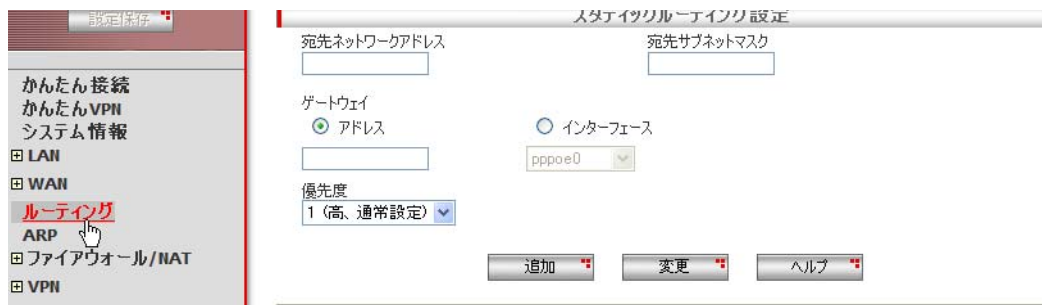 設定保存
かんたん接続
かんたんVPN
システム情報
LAN
WAN
ルーティング
ARP
ファイアウォール/NAT
VPN
スタティックルーティング設定
宛先ネットワークアドレス 宛先サブネットマスク
ゲートウェイ
アドレス インターフェース
pppoe0
優先度
1(高、通常設定)
追加 変更 ヘルプ